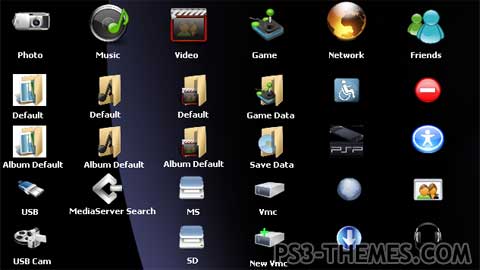 Photo Music Video Game Network Friends
Default Default Default Game Data
Album Default Album Default Album Default Save Data
PSP
USB MediaServer Search MS Vmc
USB Cam SD New Vmc
PS3-THEMES.COM